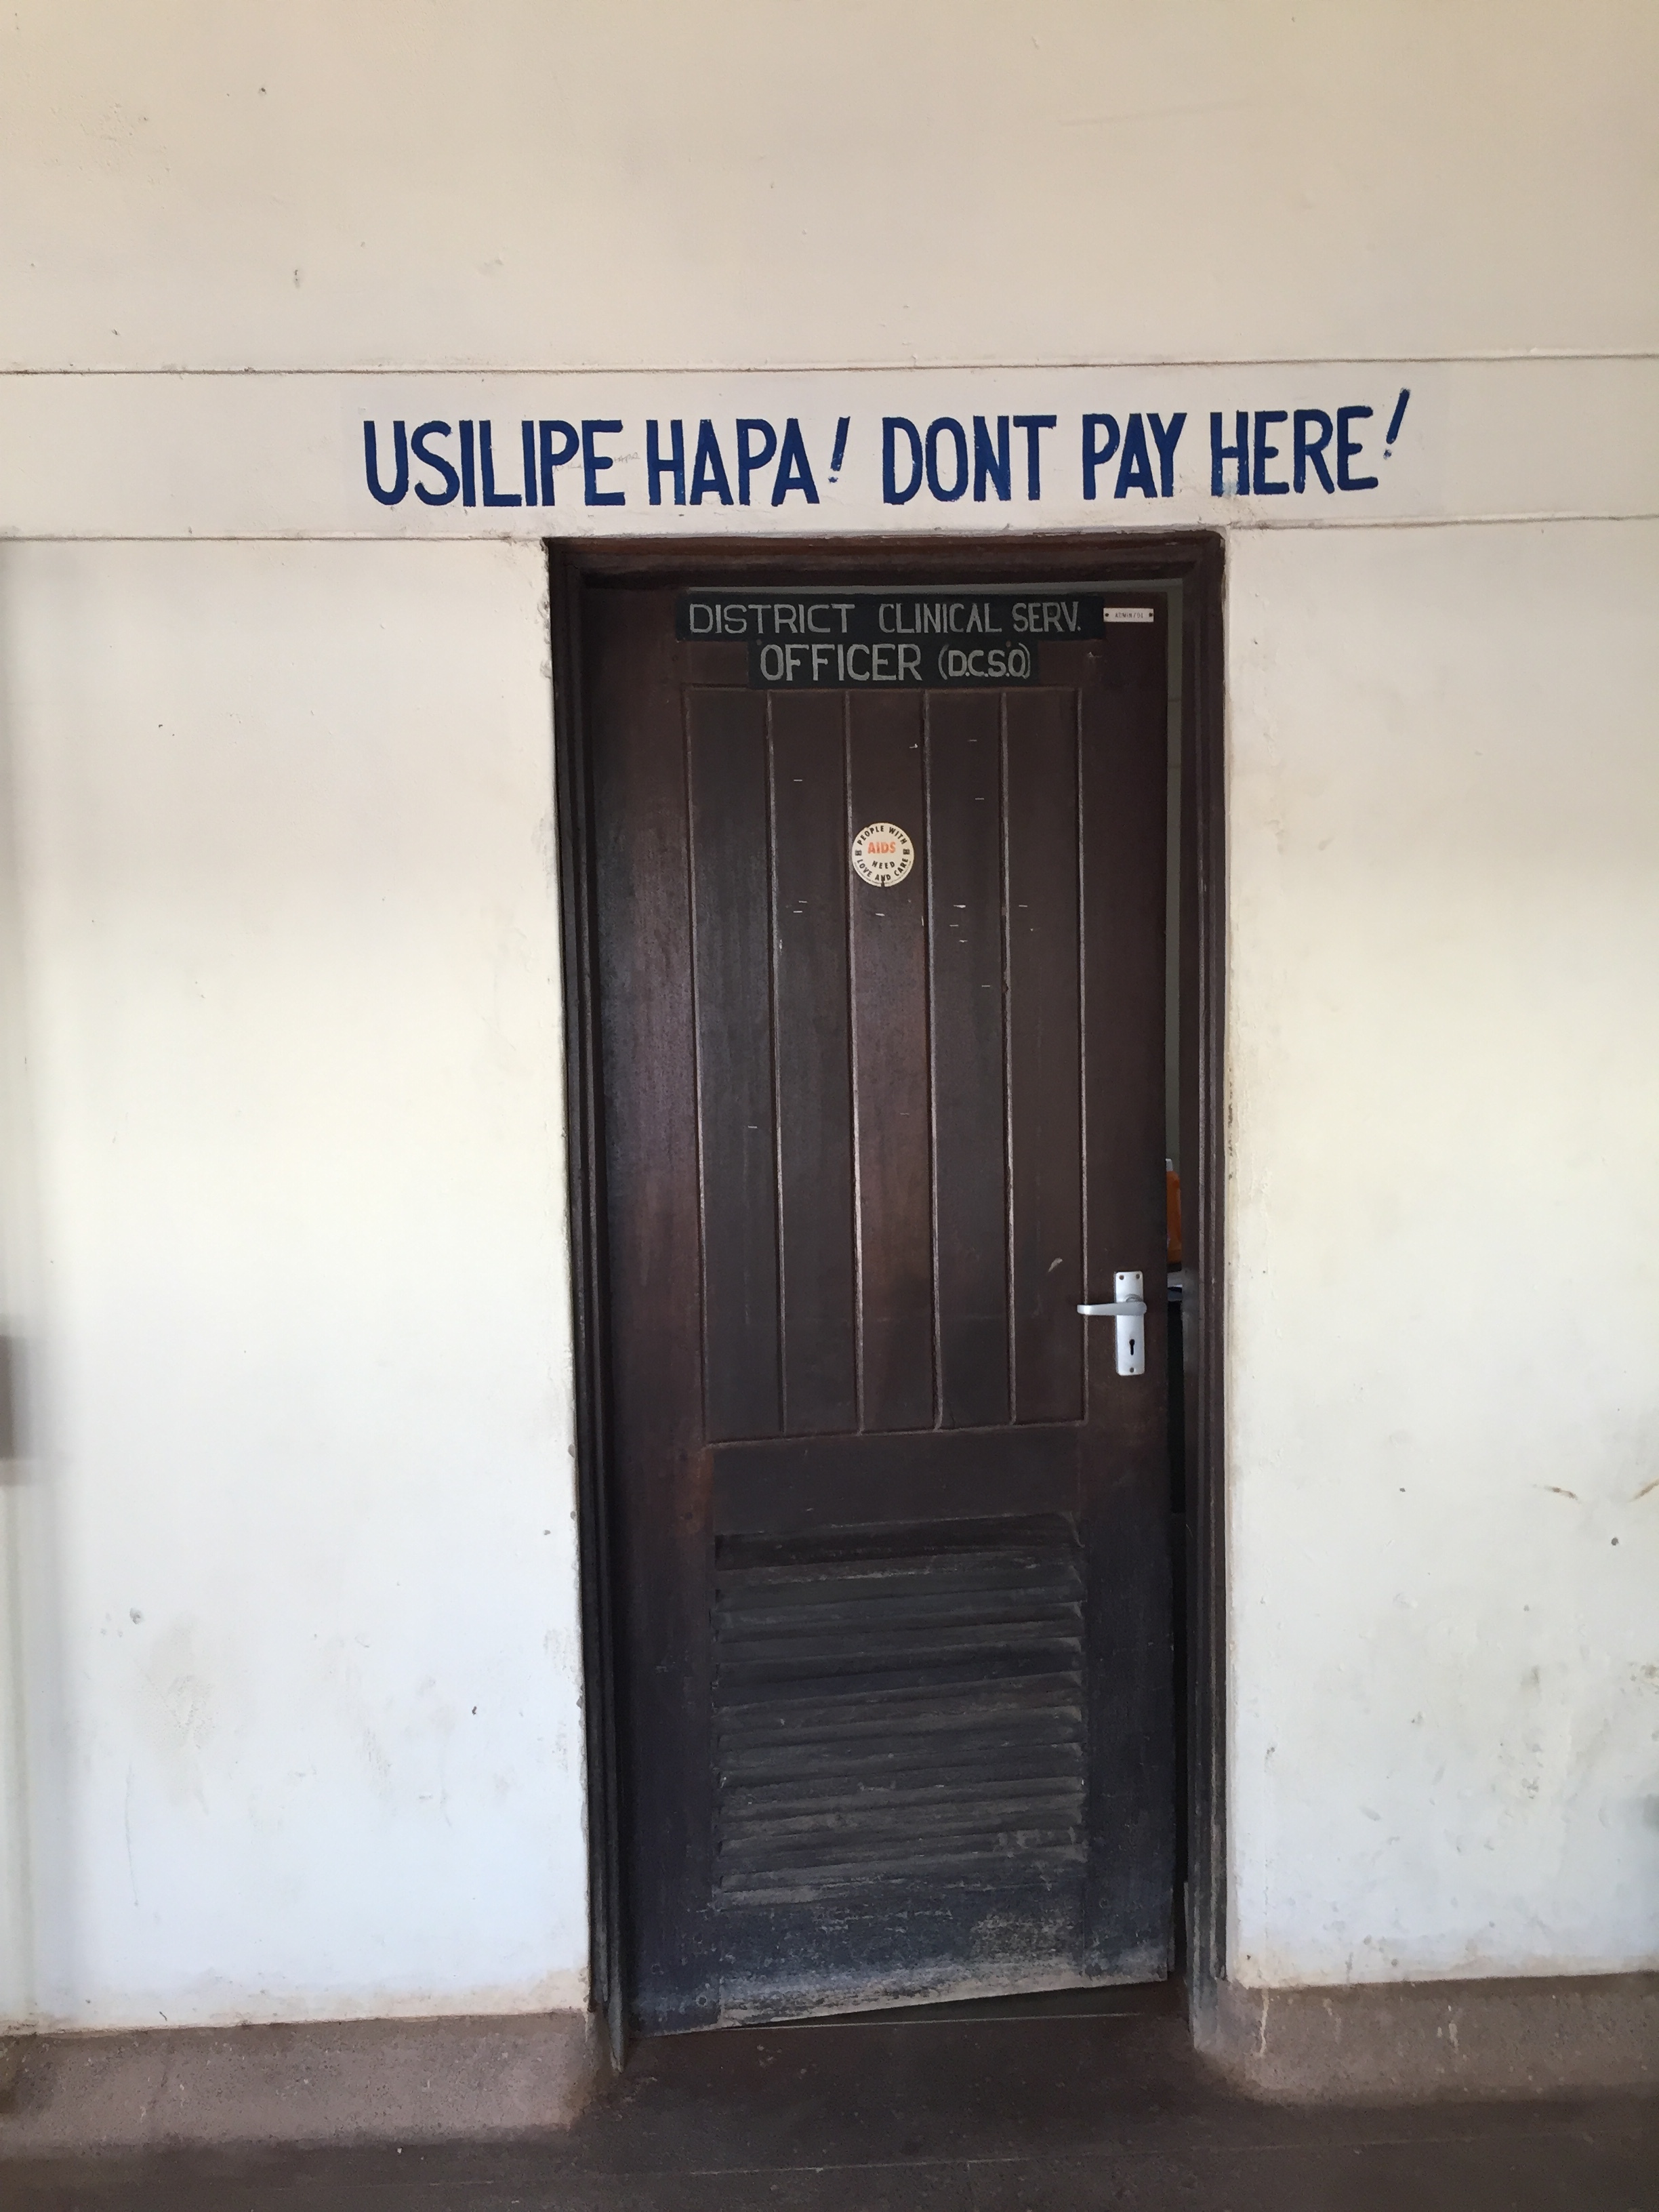 USILIPE HAPA! DONT PAY HERE!
DISTRICT CLINICAL SERV.
OFFICER (D.C.S.O)
PEOPLE WITH
AIDS
NEED
LOVE AND CARE